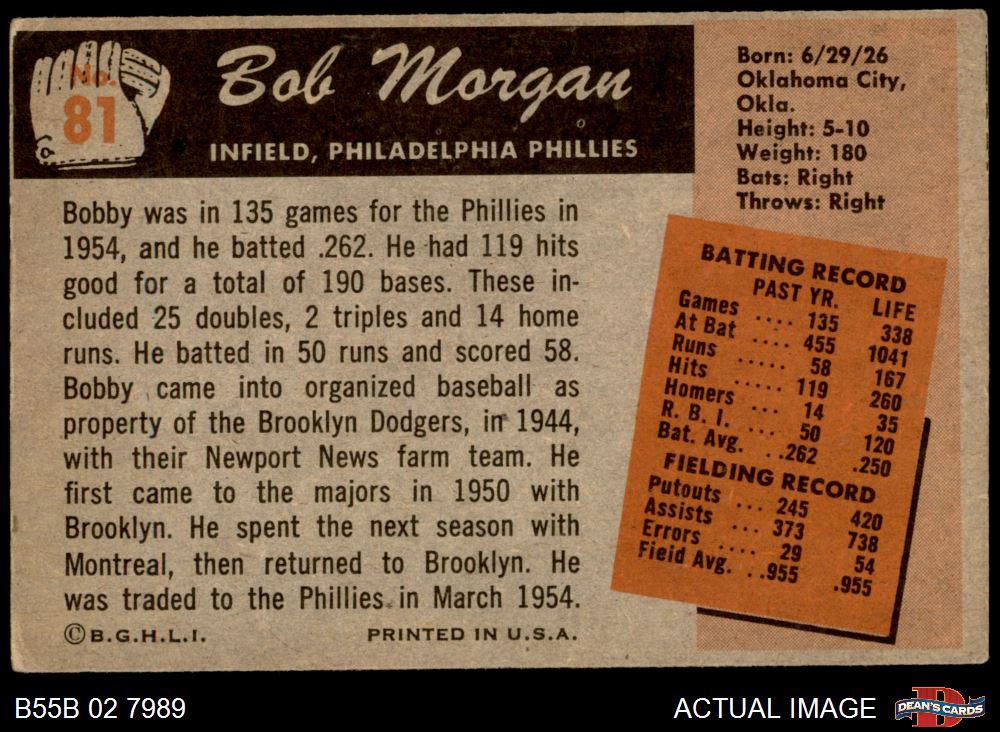 No.
81
Bob Morgan
INFIELD, PHILADELPHIA PHILLIES
Born: 6/29/26
Oklahoma City,
Okla.
Height: 5-10
Weight: 180
Bats: Right
Throws: Right
Bobby was in 135 games for the Phillies in
1954, and he batted .262. He had 119 hits
good for a total of 190 bases. These in-
cluded 25 doubles, 2 triples and 14 home
runs. He batted in 50 runs and scored 58.
Bobby came into organized baseball as
property of the Brooklyn Dodgers, in 1944,
with their Newport News farm team. He
first came to the majors in 1950 with
Brooklyn. He spent the next season with
Montreal, then returned to Brooklyn. He
was traded to the Phillies in March 1954.
© B.G.H.L.I. PRINTED IN U.S.A.
BATTING RECORD
PAST YR. LIFE
Games .... 135 338
At Bat .... 455 1041
Runs ..... 58 167
Hits ..... 119 260
Homers ... 14 35
R. B. I. ... 50 120
Bat. Avg. ..262 .250
FIELDING RECORD
Putouts ... 245 420
Assists ... 373 738
Errors .... 29 54
Field Avg. ..955 .955
B55B 02 7989
ACTUAL IMAGE
D
DEAN'S CARDS